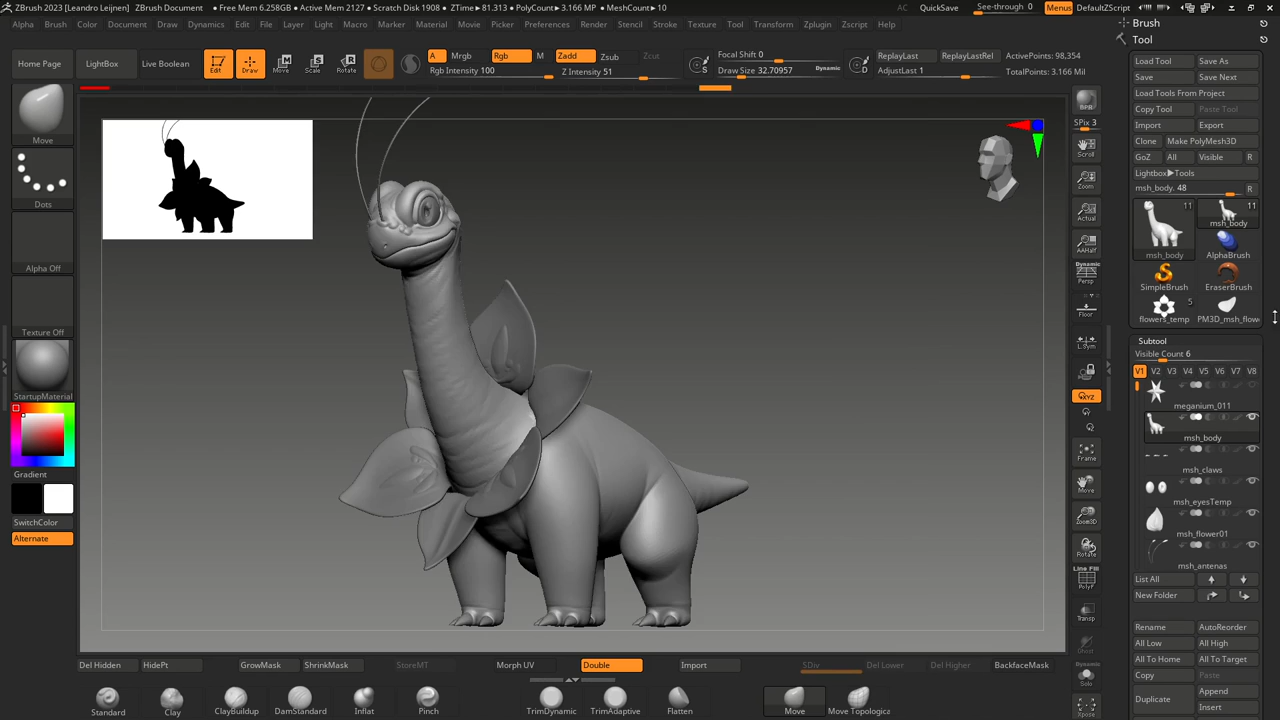 ZBrush 2023 [Leandro Leijnen] ZBrush Document • Free Mem 6.258GB • Active Mem 2127 • Scratch Disk 1908 • ZTime▸81.313 • PolyCount▸3.166 MP • MeshCount▸10 AC QuickSave See-through 0 Menus DefaultZScript
Alpha Brush Color Document Draw Dynamics Edit File Layer Light Macro Marker Material Movie Picker Preferences Render Stencil Stroke Texture Tool Transform Zplugin Zscript Help
Brush
Tool
Home Page LightBox Live Boolean Edit Draw Move Scale Rotate
A Mrgb Rgb M Zadd Zsub Zcut
Rgb Intensity 100 Z Intensity 51
Focal Shift 0
Draw Size 32.70957 Dynamic
ReplayLast ReplayLastRel ActivePoints: 98,354
AdjustLast 1 TotalPoints: 3.166 Mil
Move
Dots
Alpha Off
Texture Off
StartupMaterial
Gradient
SwitchColor
Alternate
BPR
SPix 3
Scroll
Zoom
Actual
AAHalf
Dynamic
Persp
Floor
L.Sym
XYZ
Frame
Move
Zoom3D
Rotate
Line Fill
PolyF
Transp
Ghost
Dynamic
Solo
Xpose
Load Tool Save As
Save Save Next
Load Tools From Project
Copy Tool Paste Tool
Import Export
Clone Make PolyMesh3D
GoZ All Visible R
Lightbox▸Tools
msh_body. 48 R
11 11
msh_body msh_body
AlphaBrush
SimpleBrush EraserBrush
5
flowers_temp PM3D_msh_flow
Subtool
Visible Count 6
V1 V2 V3 V4 V5 V6 V7 V8
meganium_011
msh_body
msh_claws
msh_eyesTemp
msh_flower01
msh_antenas
List All
New Folder
Rename AutoReorder
All Low All High
All To Home All To Target
Copy Paste
Duplicate Append
Insert
Del Hidden HidePt GrowMask ShrinkMask StoreMT Morph UV Double Import SDiv Del Lower Del Higher BackfaceMask
Standard Clay ClayBuildup DamStandard Inflat Pinch TrimDynamic TrimAdaptive Flatten Move Move Topologica